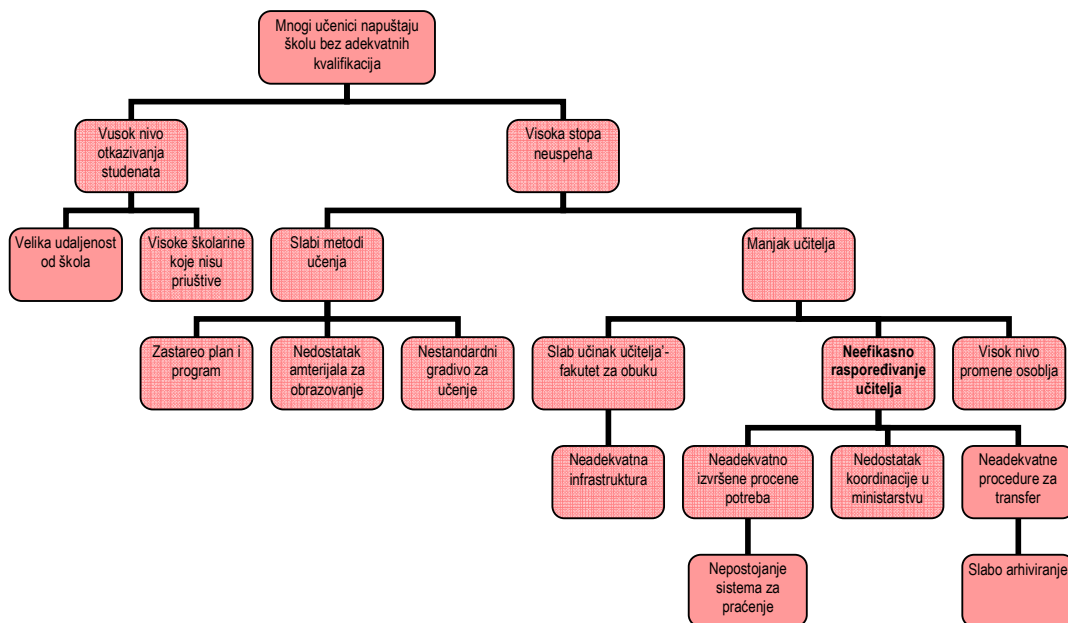 Mnogi učenici napuštaju
školu bez adekvatnih
kvalifikacija
Vusok nivo
otkazivanja
studenata
Visoka stopa
neuspeha
Velika udaljenost
od škola
Visoke školarine
koje nisu
priuštive
Slabi metodi
učenja
Manjak učitelja
Zastareo plan i
program
Nedostatak
amterijala za
obrazovanje
Nestandardni
gradivo za
učenje
Slab učinak učitelja'-
fakutet za obuku
Neefikasno
raspoređivanje
učitelja
Visok nivo
promene osoblja
Neadekvatna
infrastruktura
Neadekvatno
izvršene procene
potreba
Nedostatak
koordinacije u
ministarstvu
Neadekvatne
procedure za
transfer
Nepostojanje
sistema za
praćenje
Slabo arhiviranje